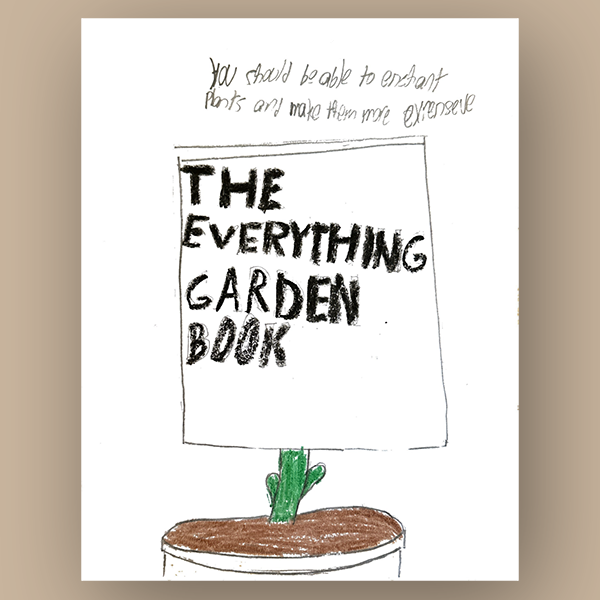 you should be able to enchant
plants and make them more expenseve
THE
EVERYTHING
GARDEN
BOOK